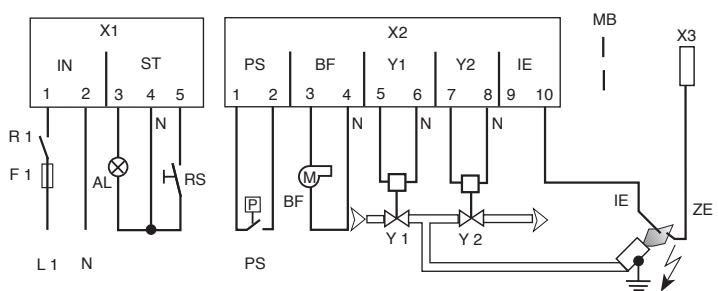 X1
X2
MB
X3
IN
ST
PS
BF
Y1
Y2
IE
1
2
3
4
5
1
2
3
4
5
6
7
8
9
10
N
N
N
N
R 1
F 1
AL
RS
M
P
BF
IE
ZE
Y 1
Y 2
L 1
N
PS